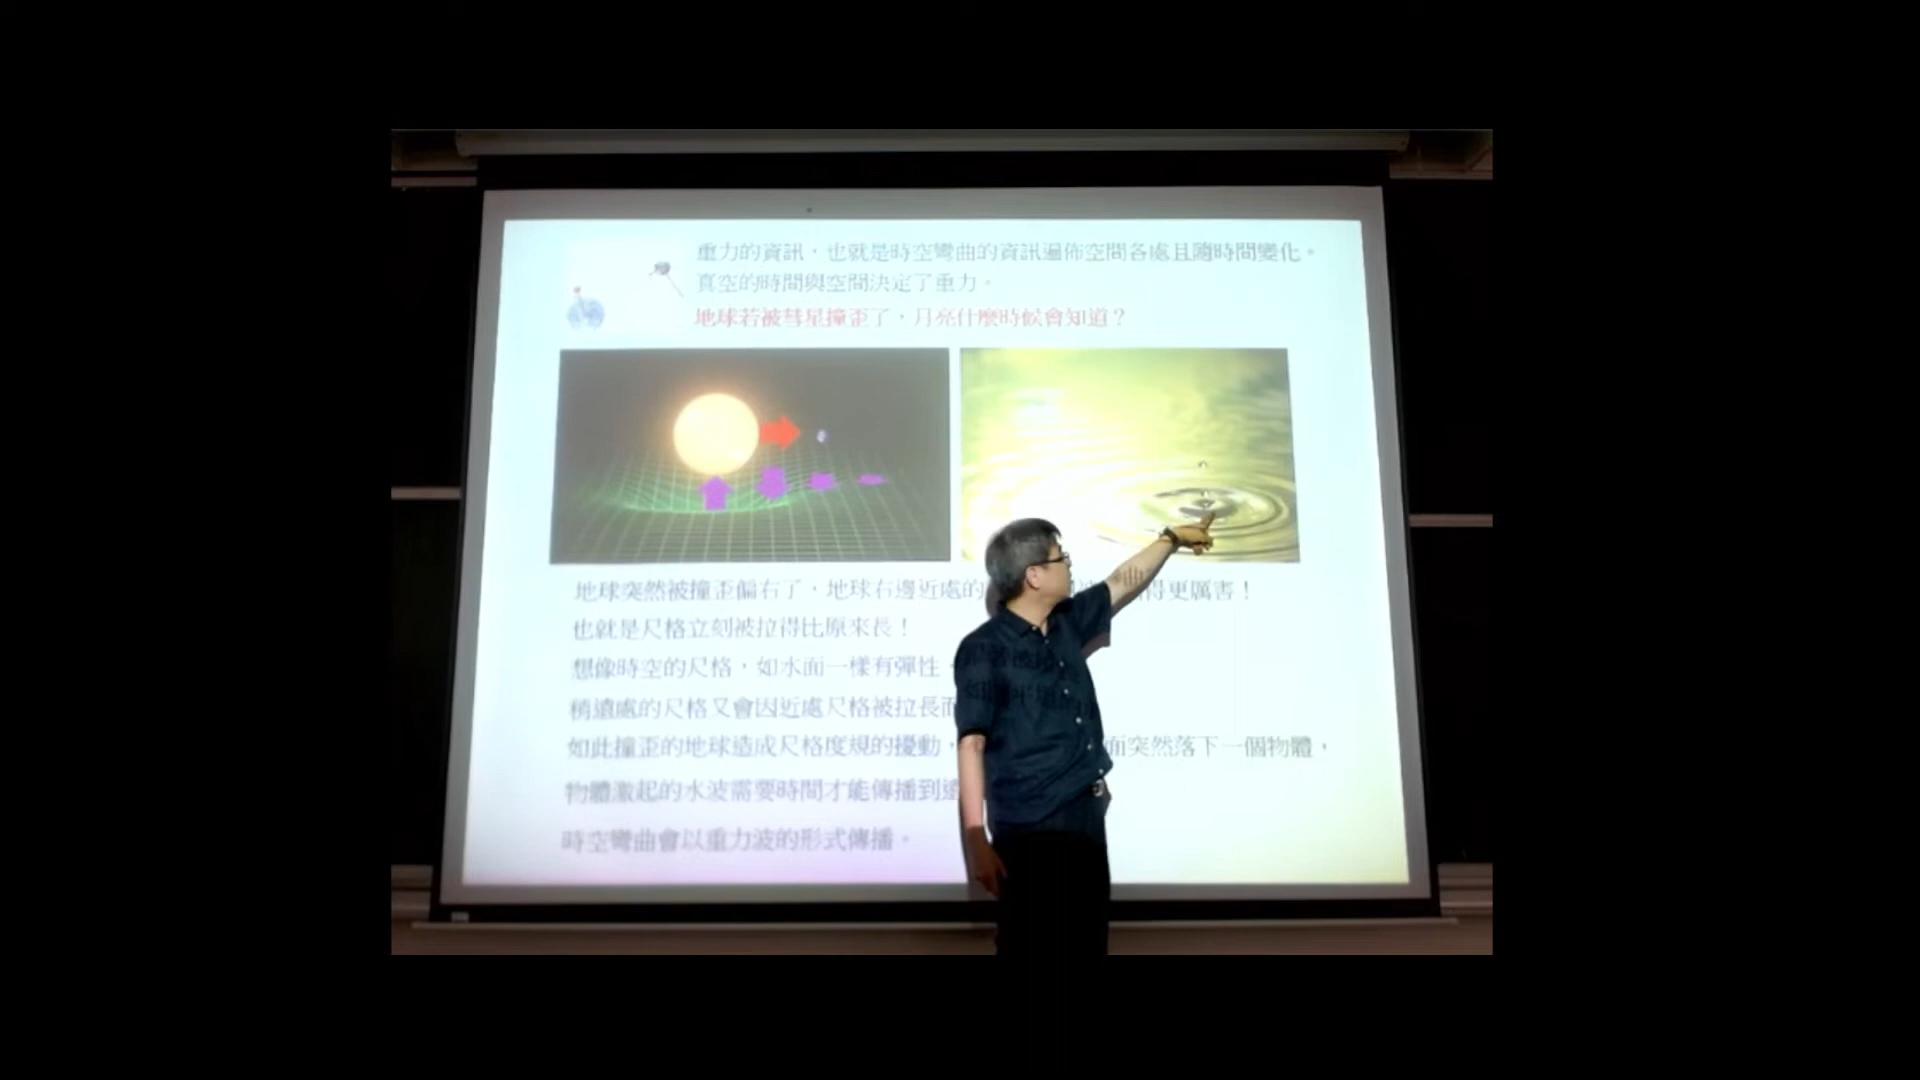 重力的資訊，也就是時空彎曲的資訊遍佈空間各處且隨時間變化。
真空的時間與空間決定了重力。
地球若被彗星撞歪了，月亮什麼時候會知道？
地球突然被撞歪偏右了，地球右邊近處的 曲得更厲害！
也就是尺格立刻被拉得比原來長！
想像時空的尺格，如水面一樣有彈性，
稍遠處的尺格又會因近處尺格被拉長而
如此撞歪的地球造成尺格度規的擾動， 面突然落下一個物體，
物體激起的水波需要時間才能傳播到遠
時空彎曲會以重力波的形式傳播。